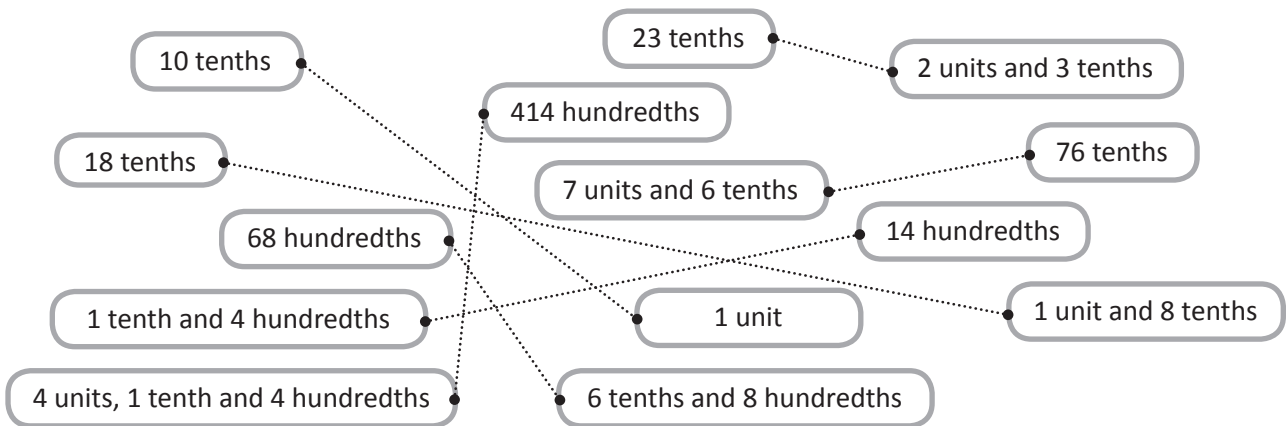 23 tenths
10 tenths
2 units and 3 tenths
414 hundredths
18 tenths
76 tenths
7 units and 6 tenths
68 hundredths
14 hundredths
1 tenth and 4 hundredths
1 unit
1 unit and 8 tenths
4 units, 1 tenth and 4 hundredths
6 tenths and 8 hundredths